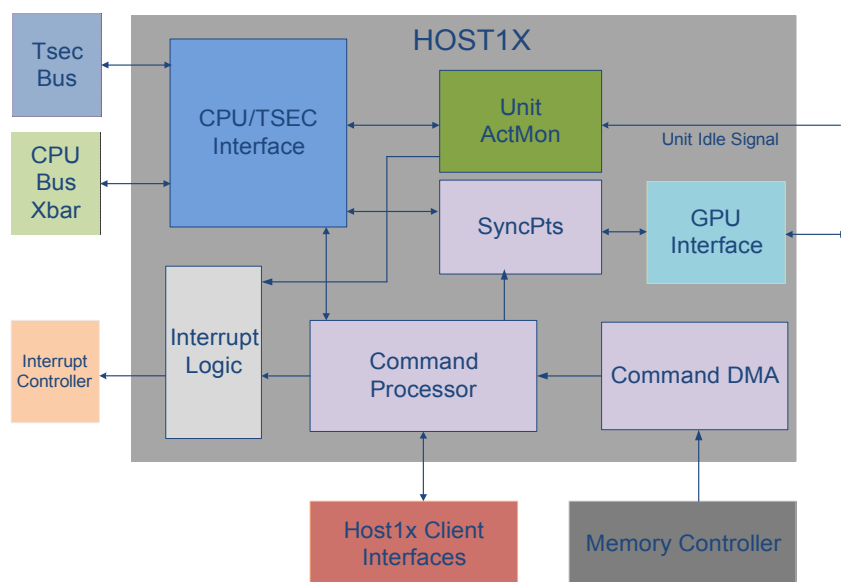 HOST1X
Tsec
Bus
CPU/TSEC
Interface
Unit
ActMon
Unit Idle Signal
CPU
Bus
Xbar
SyncPts
GPU
Interface
Interrupt
Controller
Interrupt
Logic
Command
Processor
Command DMA
Host1x Client
Interfaces
Memory Controller